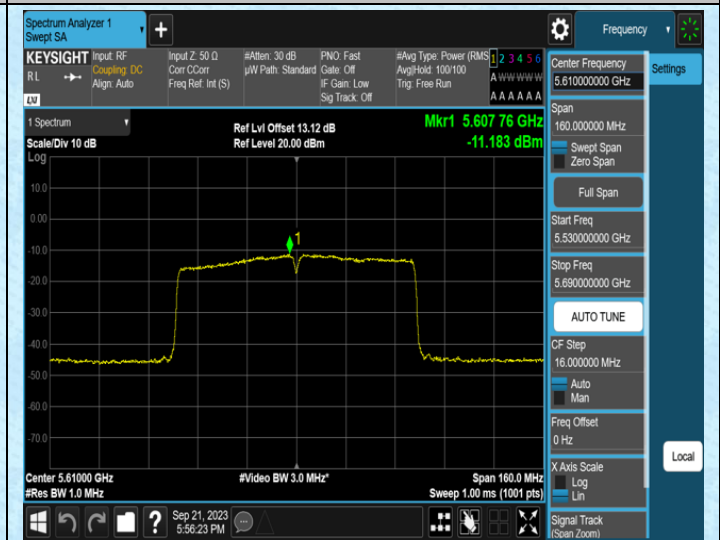 Spectrum Analyzer 1
Swept SA
+
Frequency
KEYSIGHT
RL
LXI
Input: RF
Coupling: DC
Align: Auto
Input Z: 50 Ω
Corr CCorr
Freq Ref: Int (S)
#Atten: 30 dB
µW Path: Standard
PNO: Fast
Gate: Off
IF Gain: Low
Sig Track: Off
#Avg Type: Power (RMS
Avg|Hold: 100/100
Trig: Free Run
1 2 3 4 5 6
A W W W W W
A A A A A A
Center Frequency
5.610000000 GHz
Settings
Span
160.000000 MHz
Swept Span
Zero Span
Full Span
Start Freq
5.530000000 GHz
Stop Freq
5.690000000 GHz
AUTO TUNE
CF Step
16.000000 MHz
Auto
Man
Freq Offset
0 Hz
X Axis Scale
Log
Lin
Signal Track
(Span Zoom)
Local
1 Spectrum
Scale/Div 10 dB
Log
Ref Lvl Offset 13.12 dB
Ref Level 20.00 dBm
Mkr1 5.607 76 GHz
-11.183 dBm
10.0
0.00
-10.0
-20.0
-30.0
-40.0
-50.0
-60.0
-70.0
1
Center 5.61000 GHz
#Res BW 1.0 MHz
#Video BW 3.0 MHz*
Span 160.0 MHz
Sweep 1.00 ms (1001 pts)
?
Sep 21, 2023
5:56:23 PM